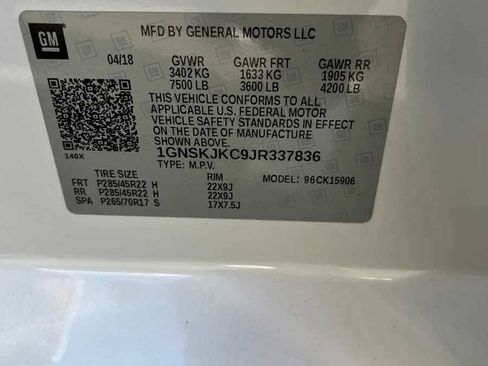 GM
MFD BY GENERAL MOTORS LLC
04/18 GVWR GAWR FRT GAWR RR
3402 KG 1633 KG 1905 KG
7500 LB 3600 LB 4200 LB
THIS VEHICLE CONFORMS TO ALL
APPLICABLE U.S. FEDERAL MOTOR
VEHICLE SAFETY STANDARDS IN
EFFECT ON THE DATE OF MANUFACTURE
SHOWN ABOVE.
140X 1GNSKJKC9JR337836
TYPE: M.P.V.
TIRE SIZE RIM MODEL: 96CK15906
FRT P285/45R22 H 22X9J
RR P285/45R22 H 22X9J
SPA P265/70R17 S 17X7.5J